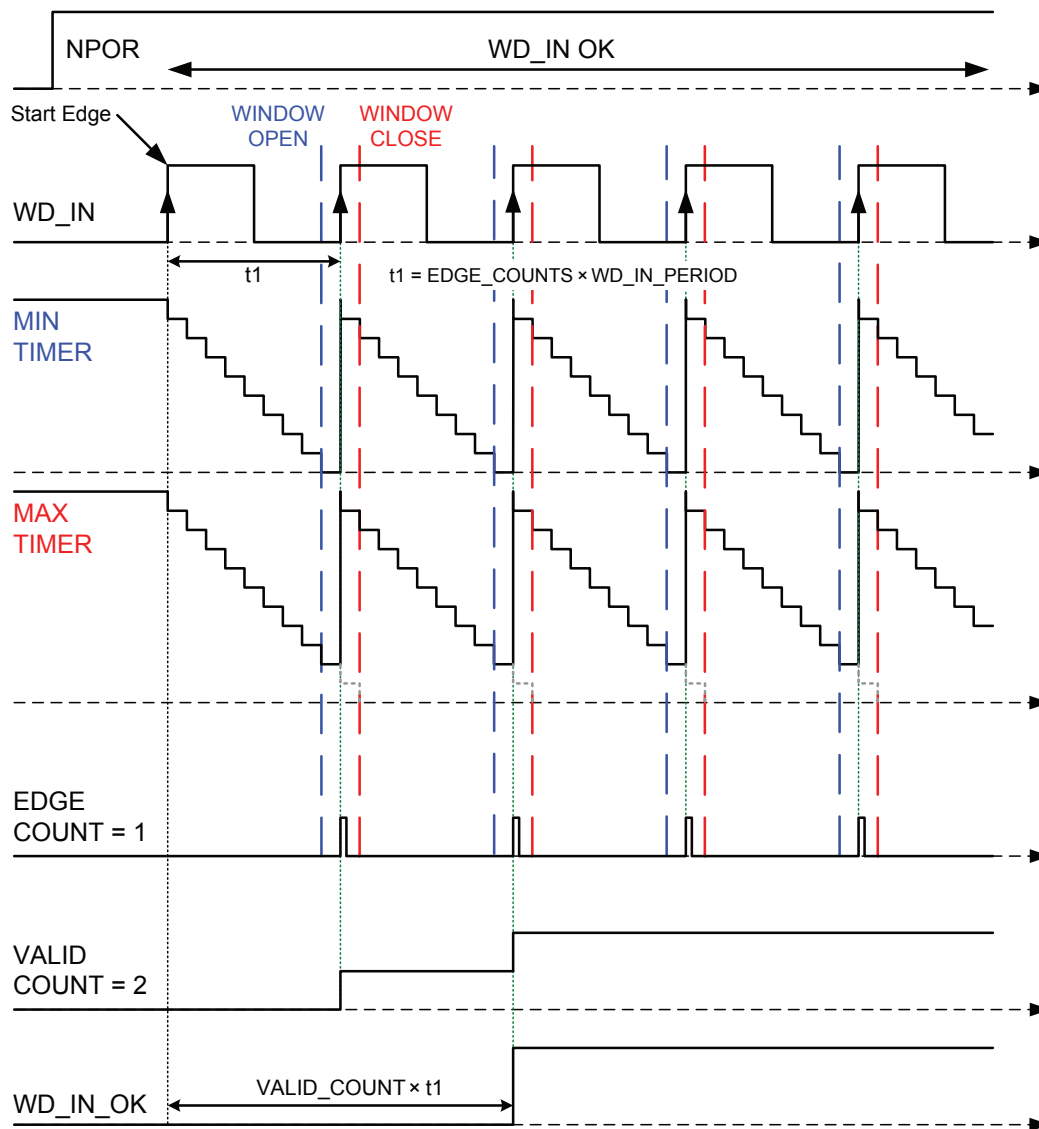 NPOR
WD_IN OK
Start Edge
WINDOW
OPEN
WINDOW
CLOSE
WD_IN
t1
t1 = EDGE_COUNTS × WD_IN_PERIOD
MIN
TIMER
MAX
TIMER
EDGE
COUNT = 1
VALID
COUNT = 2
VALID_COUNT × t1
WD_IN_OK